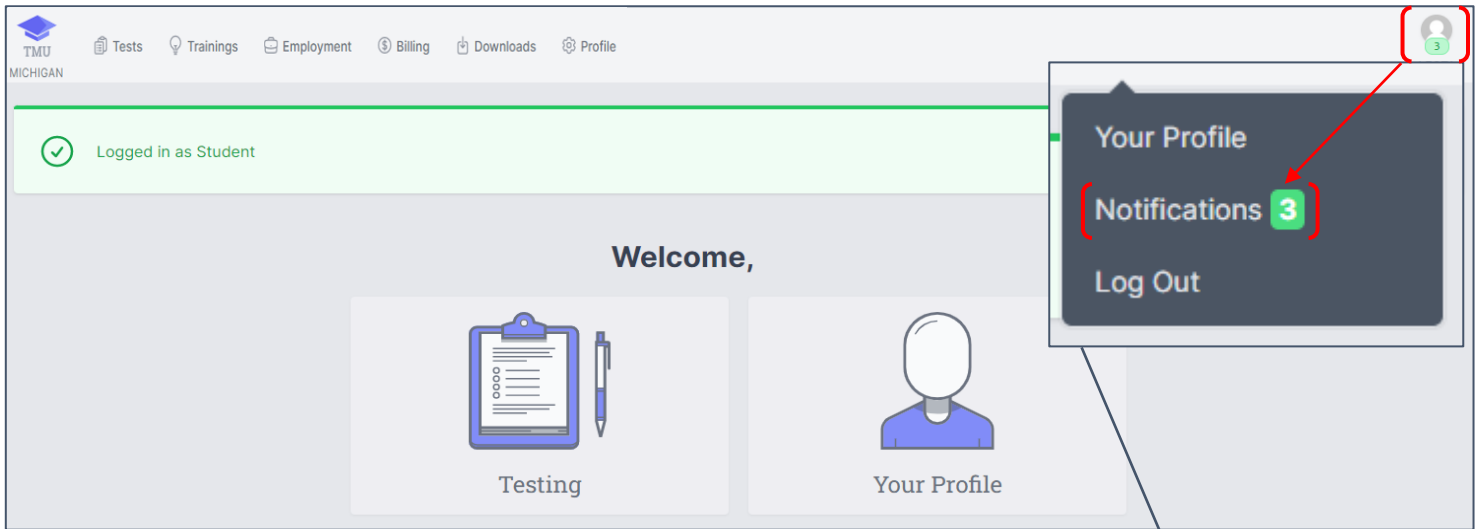 TMU
MICHIGAN
Tests Trainings Employment Billing Downloads Profile
3
Logged in as Student
Your Profile
Notifications 3
Log Out
Welcome,
Testing
Your Profile